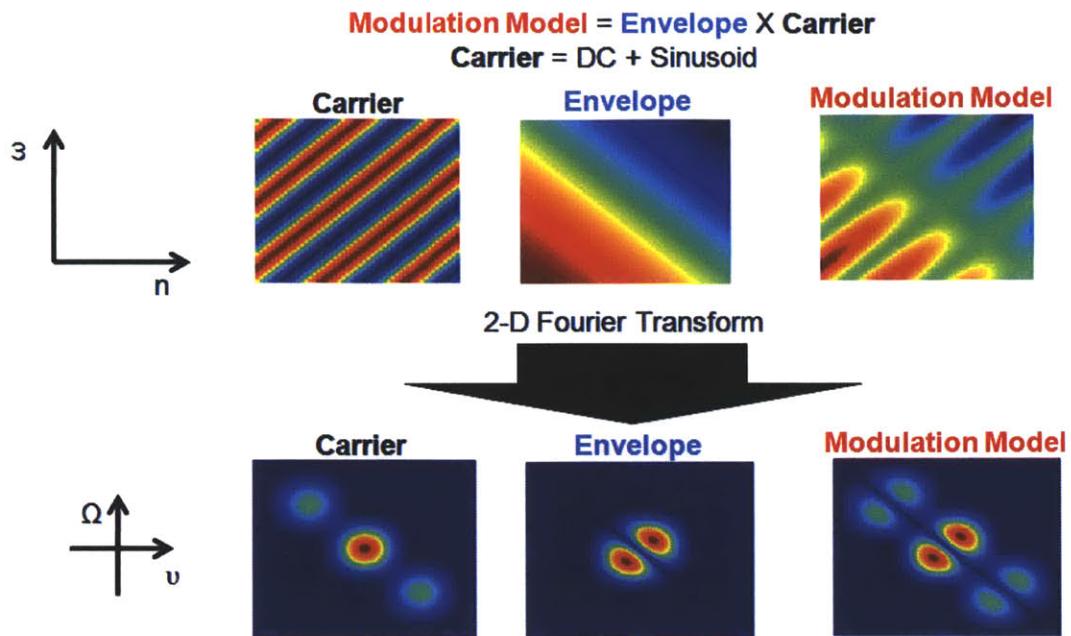 Modulation Model = Envelope X Carrier
Carrier = DC + Sinusoid
Carrier
Envelope
Modulation Model
ω
n
2-D Fourier Transform
Carrier
Envelope
Modulation Model
Ω
υ